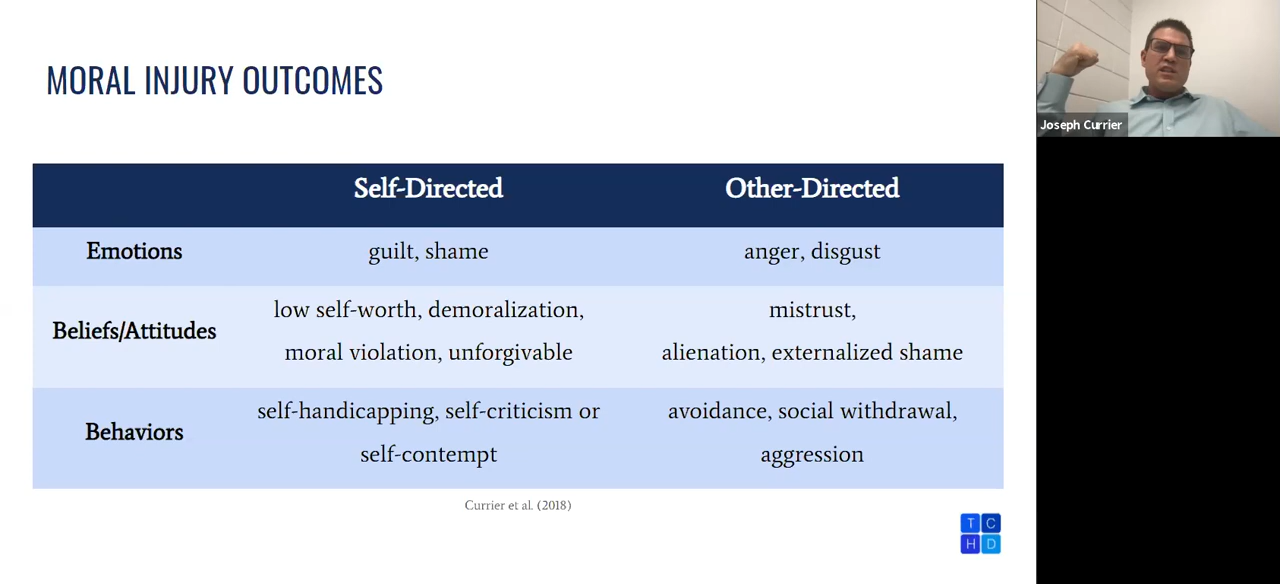 MORAL INJURY OUTCOMES
Joseph Currier
Self-Directed Other-Directed
Emotions guilt, shame anger, disgust
low self-worth, demoralization, mistrust,
Beliefs/Attitudes
moral violation, unforgivable alienation, externalized shame
self-handicapping, self-criticism or avoidance, social withdrawal,
Behaviors
self-contempt aggression
Currier et al. (2018)
T C
H D